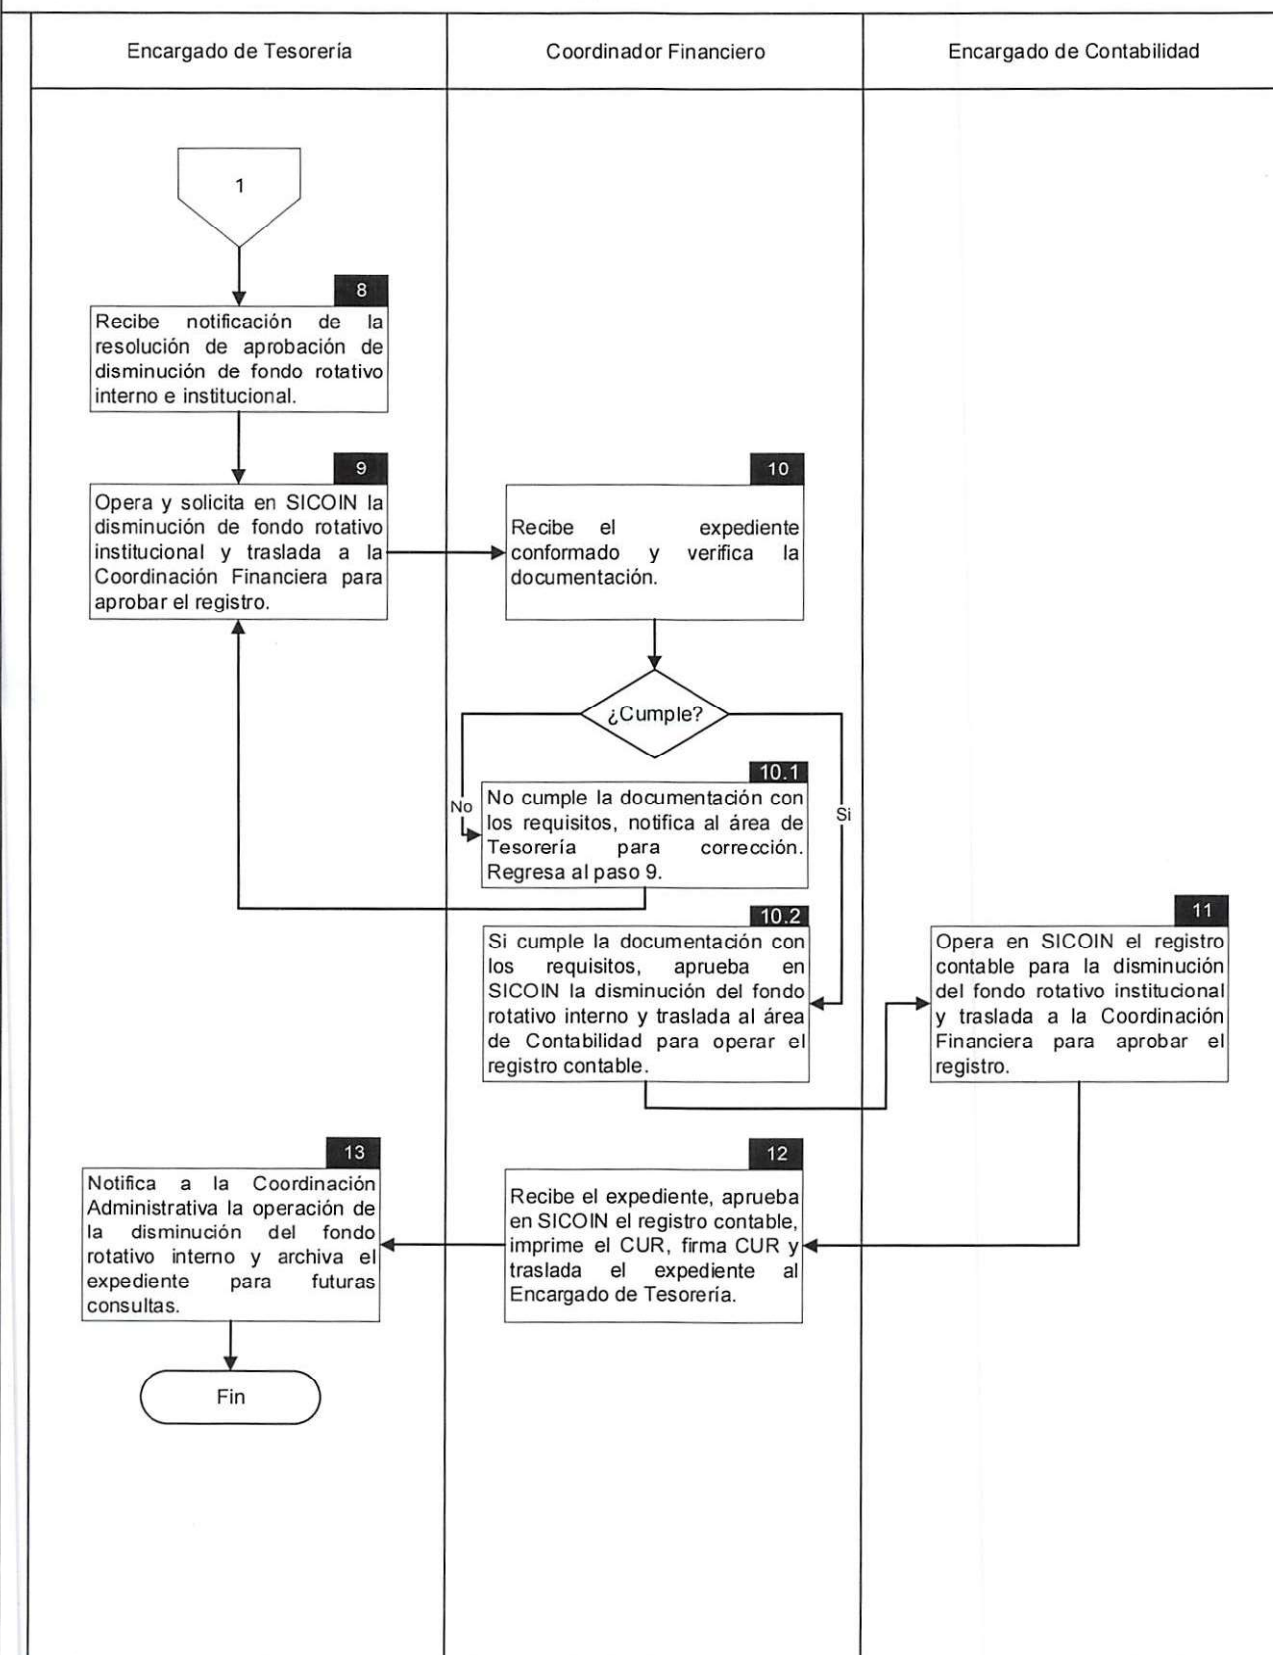 Encargado de Tesorería
Coordinador Financiero
Encargado de Contabilidad
1
8
Recibe notificación de la
resolución de aprobación de
disminución de fondo rotativo
interno e institucional.
9
Opera y solicita en SICOIN la
disminución de fondo rotativo
institucional y traslada a la
Coordinación Financiera para
aprobar el registro.
10
Recibe el expediente
conformado y verifica la
documentación.
¿Cumple?
No
Si
10.1
No cumple la documentación con
los requisitos, notifica al área de
Tesorería para corrección.
Regresa al paso 9.
10.2
Si cumple la documentación con
los requisitos, aprueba en
SICOIN la disminución del fondo
rotativo interno y traslada al área
de Contabilidad para operar el
registro contable.
11
Opera en SICOIN el registro
contable para la disminución
del fondo rotativo institucional
y traslada a la Coordinación
Financiera para aprobar el
registro.
12
Recibe el expediente, aprueba
en SICOIN el registro contable,
imprime el CUR, firma CUR y
traslada el expediente al
Encargado de Tesorería.
13
Notifica a la Coordinación
Administrativa la operación de
la disminución del fondo
rotativo interno y archiva el
expediente para futuras
consultas.
Fin